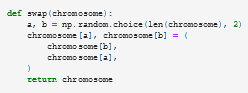 def swap(chromosome):
    a, b = np.random.choice(len(chromosome), 2)
    chromosome[a], chromosome[b] = (
        chromosome[b],
        chromosome[a],
    )
    return chromosome